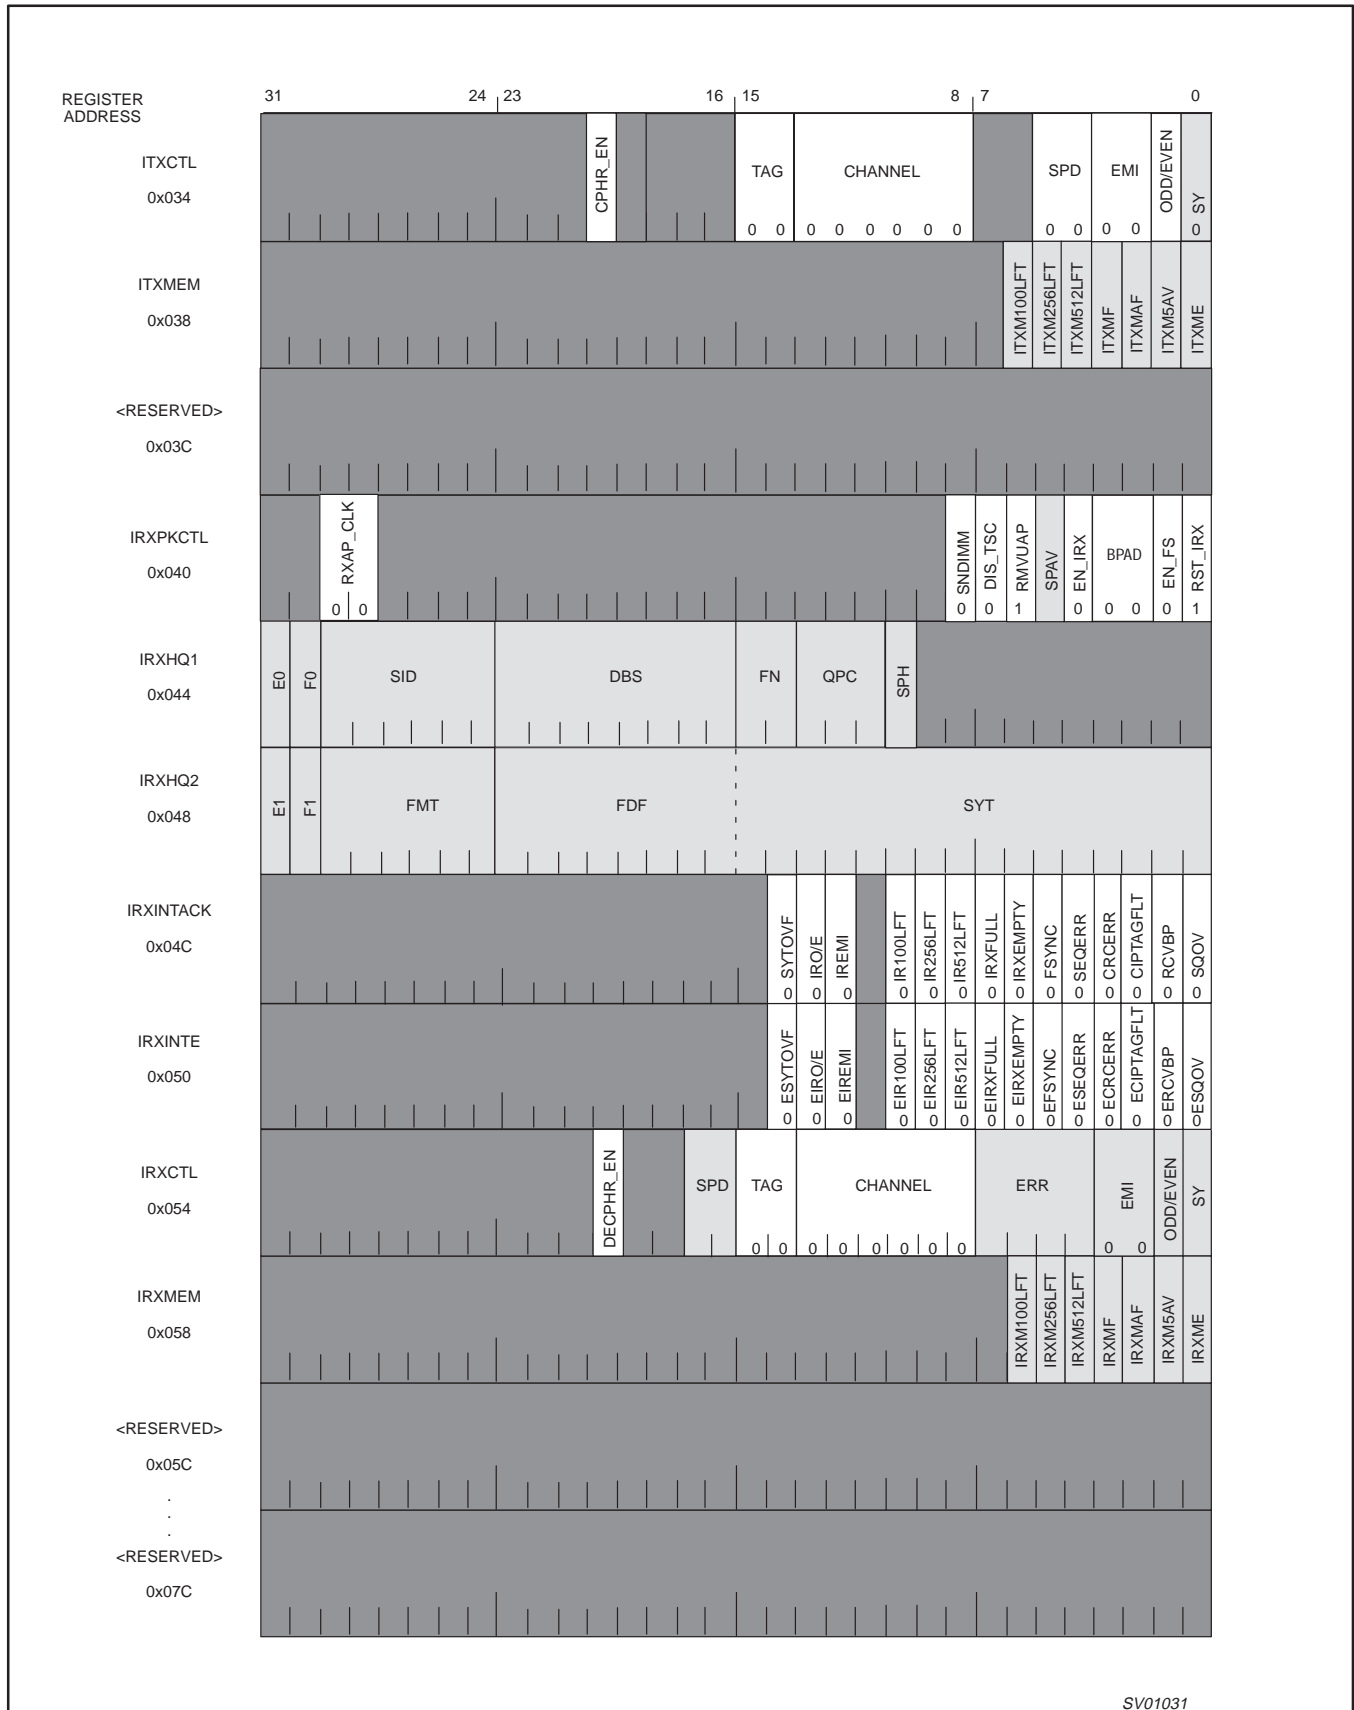 REGISTER
ADDRESS
31 24 23 16 15 8 7 0
ITXCTL
0x034
CPHR_EN
TAG
0 0
CHANNEL
0 0 0 0 0 0
SPD
0 0
EMI
0 0
ODD/EVEN
0 SY
ITXMEM
0x038
ITXM100LFT
ITXM256LFT
ITXM512LFT
ITXMF
ITXMAF
ITXM5AV
ITXME
<RESERVED>
0x03C
IRXPKCTL
0x040
RXAP_CLK
0 0
0 SNDIMM
0 DIS_TSC
1 RMVUAP
SPAV
0 EN_IRX
BPAD
0 0
0 EN_FS
1 RST_IRX
IRXHQ1
0x044
E0
F0
SID
DBS
FN
QPC
SPH
IRXHQ2
0x048
E1
F1
FMT
FDF
SYT
IRXINTACK
0x04C
0 SYTOVF
0 IRO/E
0 IREMI
0 IR100LFT
0 IR256LFT
0 IR512LFT
0 IRXFULL
0 IRXEMPTY
0 FSYNC
0 SEQERR
0 CRCERR
0 CIPTAGFLT
0 RCVBP
0 SQOV
IRXINTE
0x050
0 ESYTOVF
0 EIRO/E
0 EIREMI
0 EIR100LFT
0 EIR256LFT
0 EIR512LFT
0 EIRXFULL
0 EIRXEMPTY
0 EFSYNC
0 ESEQERR
0 ECRCERR
0 ECIPTAGFLT
0 ERCVBP
0 ESQOV
IRXCTL
0x054
DECPHR_EN
SPD
TAG
0 0
CHANNEL
0 0 0 0 0 0
ERR
EMI
0 0
ODD/EVEN
SY
IRXMEM
0x058
IRXM100LFT
IRXM256LFT
IRXM512LFT
IRXMF
IRXMAF
IRXM5AV
IRXME
<RESERVED>
0x05C
.
.
.
<RESERVED>
0x07C
SV01031